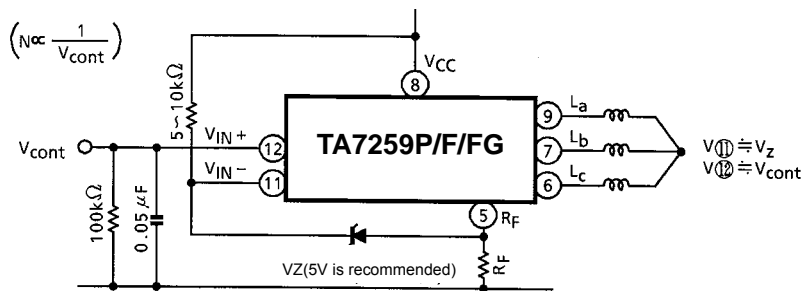 (N∝ 1/Vcont)
VCC
8
5~10kΩ
9 La
VIN+
TA7259P/F/FG
Vcont
12
7 Lb
V⑪≒Vz
VIN−
V⑫≒Vcont
11
6 Lc
5
RF
100kΩ
0.05μF
VZ(5V is recommended)
RF